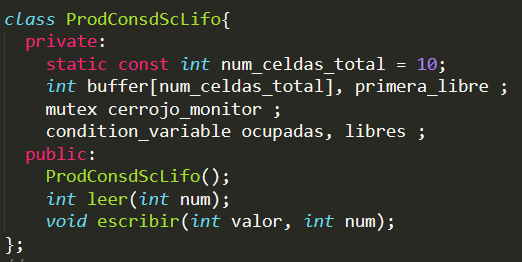 class ProdConsdScLifo{
private:
static const int num_celdas_total = 10;
int buffer[num_celdas_total], primera_libre ;
mutex cerrojo_monitor ;
condition_variable ocupadas, libres ;
public:
ProdConsdScLifo();
int leer(int num);
void escribir(int valor, int num);
};